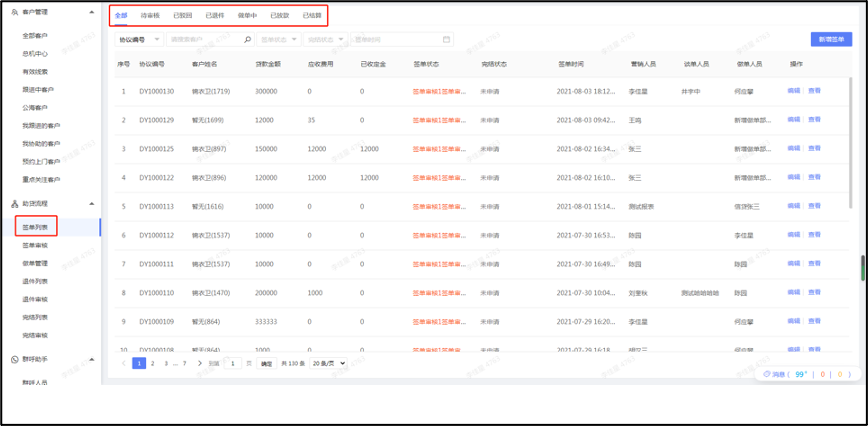 客户管理
全部客户
总机中心
有效线索
跟进中客户
公海客户
我跟进的客户
我协助的客户
预约上门客户
重点关注客户
助贷流程
签单列表
签单审核
做单管理
退件列表
退件审核
完结列表
完结审核
群呼助手
群呼人员
全部 待审核 已驳回 已退件 做单中 已放款 已结算
协议编号 请搜索客户 签单状态 完结状态 签单时间 新增签单
序号 协议编号 客户姓名 贷款金额 应收费用 已收定金 签单状态 完结状态 签单时间 营销人员 谈单人员 做单人员 操作
1 DY1000130 锦衣卫(1719) 300000 0 0 签单审核1签单审... 未申请 2021-08-03 18:12... 李佳星 井宇中 何应攀 编辑 查看
2 DY1000129 暂无(1699) 12000 35 0 签单审核1签单审... 未申请 2021-08-03 09:42... 王鸣 新增做单部... 编辑 查看
3 DY1000125 锦衣卫(897) 150000 12000 12000 签单审核1签单审... 未申请 2021-08-02 16:34... 张三 新增做单部... 编辑 查看
4 DY1000122 锦衣卫(896) 120000 12000 12000 签单审核1签单审... 未申请 2021-08-02 16:10... 张三 新增做单部... 编辑 查看
5 DY1000113 暂无(1616) 10000 0 0 签单审核1签单审... 未申请 2021-08-01 15:14... 测试报表 信贷张三 编辑 查看
6 DY1000112 锦衣卫(1537) 10000 0 0 签单审核1签单审... 未申请 2021-07-30 16:53... 陈园 李佳星 编辑 查看
7 DY1000111 锦衣卫(1537) 10000 0 0 签单审核1签单审... 未申请 2021-07-30 16:49... 陈园 陈园 编辑 查看
8 DY1000110 锦衣卫(1470) 200000 1000 0 签单审核1签单审... 未申请 2021-07-30 10:04... 刘奎秋 测试哈哈哈哈 陈园 编辑 查看
9 DY1000109 暂无(864) 333333 0 0 签单审核1签单审... 未申请 2021-07-29 16:20... 李佳星 何应攀 编辑 查看
10 DY1000108 暂无(864) 1000 0 0 签单审核1签单审... 未申请 2021-07-29 16:18... 胡汉三 何应攀 编辑 查看
1 2 3 ... 7 到第 1 页 确定 共 130 条 20 条/页
消息 ( 99+ | 0 | 0 )